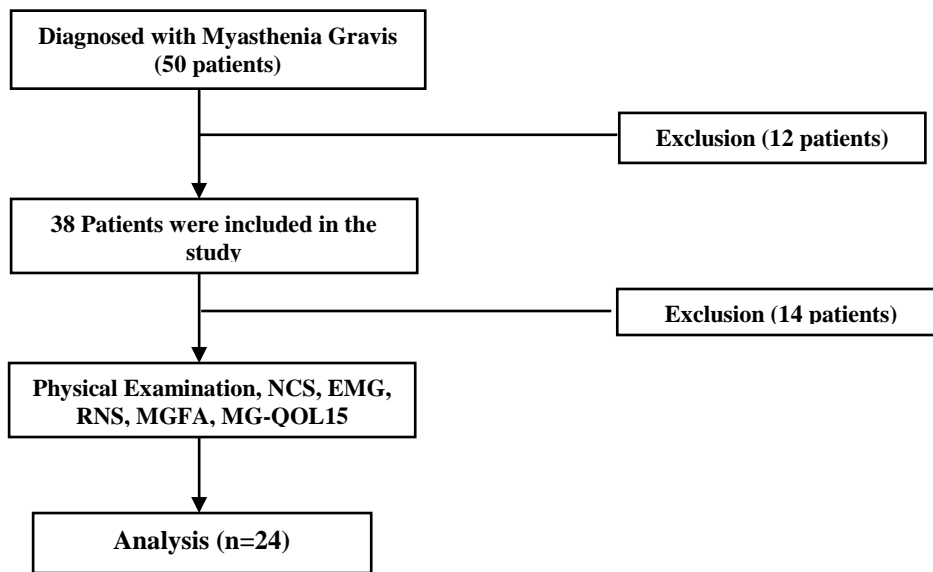 Diagnosed with Myasthenia Gravis
(50 patients)
Exclusion (12 patients)
38 Patients were included in the
study
Exclusion (14 patients)
Physical Examination, NCS, EMG,
RNS, MGFA, MG-QOL15
Analysis (n=24)